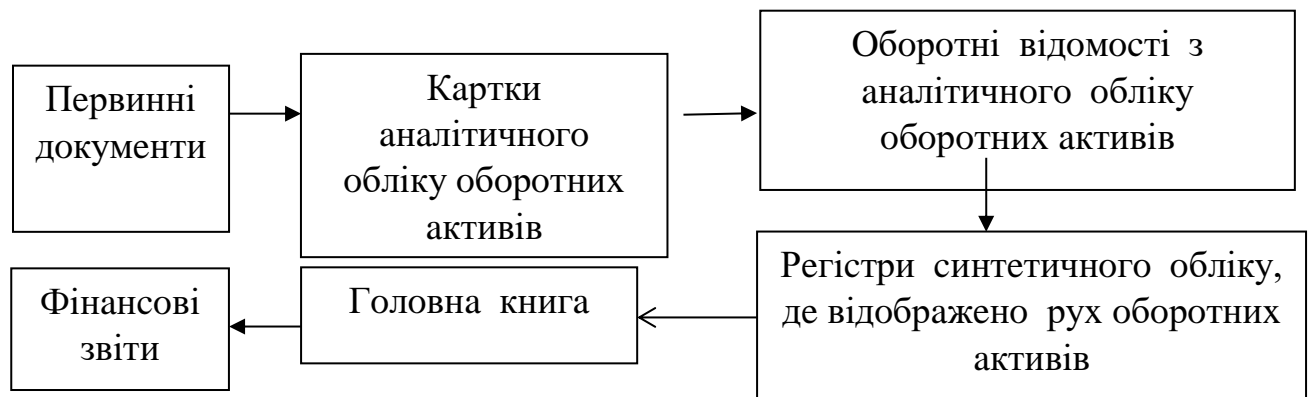 Первинні
документи
Картки
аналітичного
обліку оборотних
активів
Оборотні відомості з
аналітичного обліку
оборотних активів
Регістри синтетичного обліку,
де відображено рух оборотних
активів
Головна книга
Фінансові
звіти